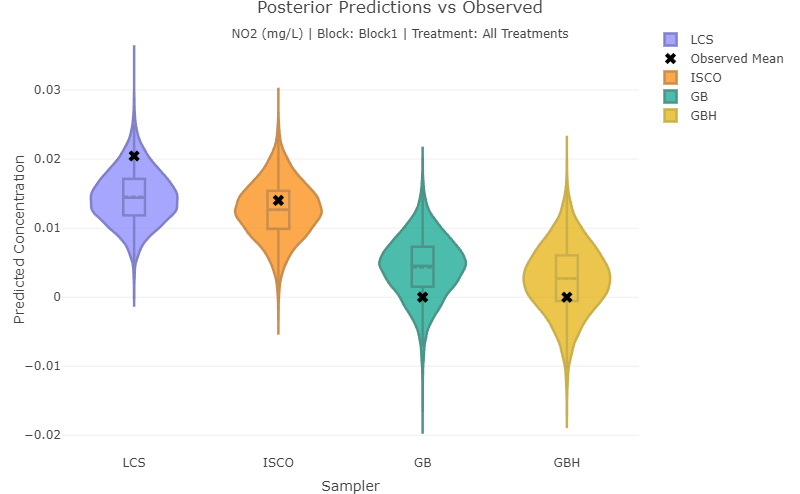 Posterior Predictions vs Observed
NO2 (mg/L) | Block: Block1 | Treatment: All Treatments
LCS
Observed Mean
ISCO
GB
GBH
Predicted Concentration
0.03
0.02
0.01
0
−0.01
−0.02
LCS
ISCO
GB
GBH
Sampler